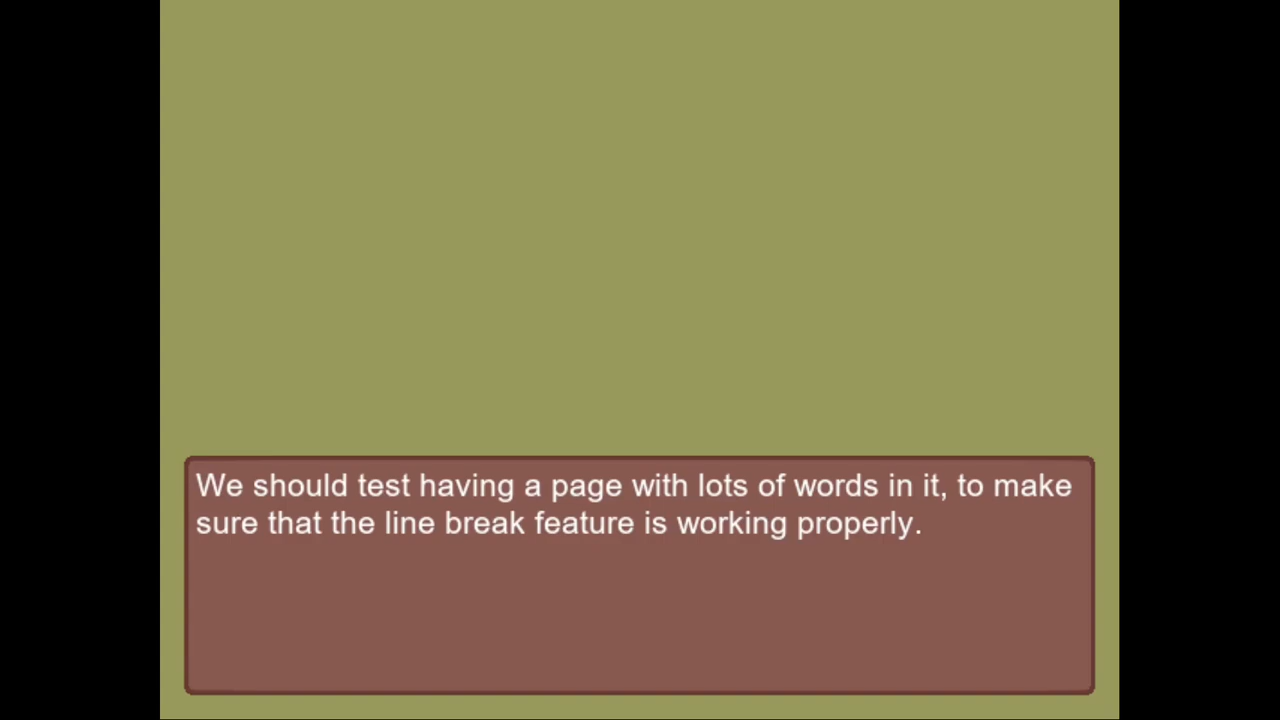 We should test having a page with lots of words in it, to make
sure that the line break feature is working properly.